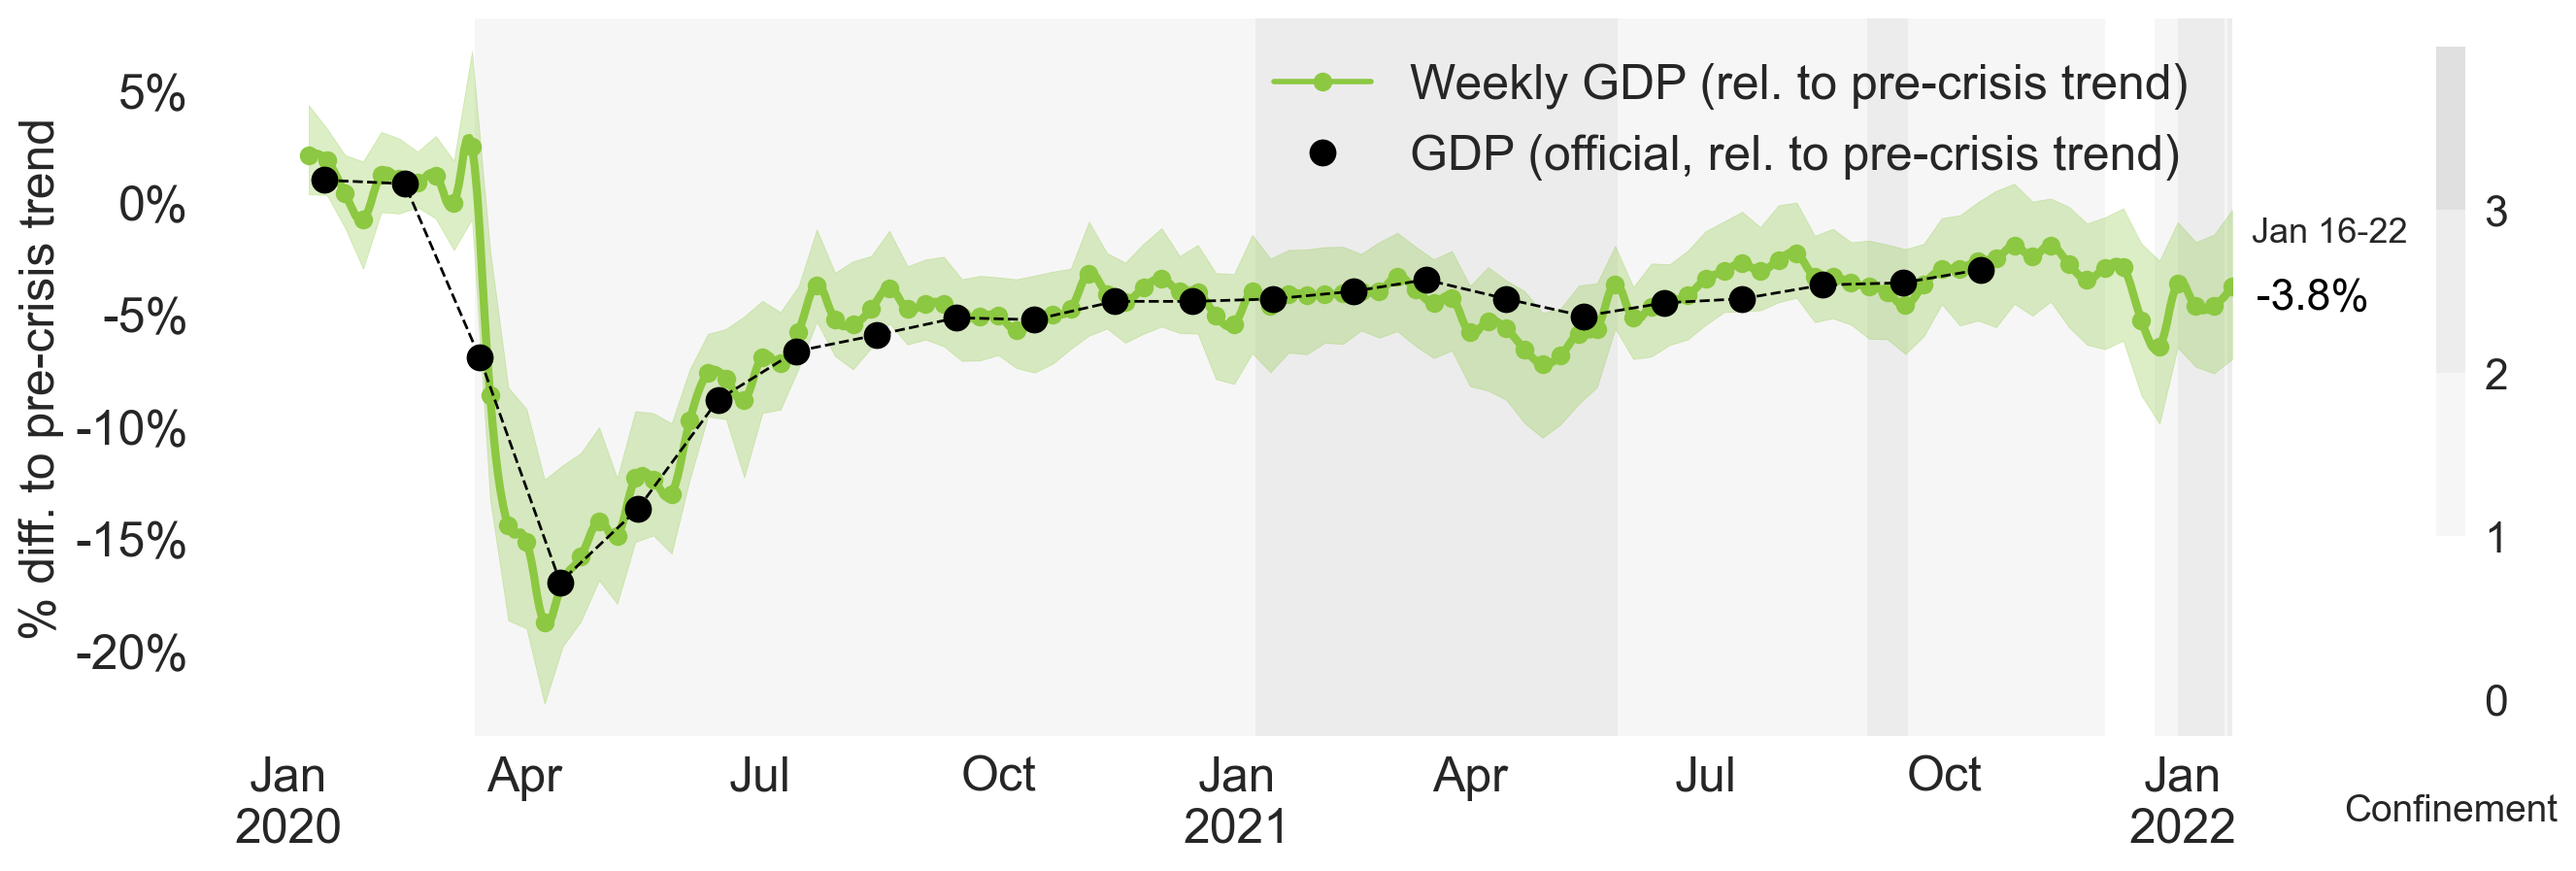 % diff. to pre-crisis trend
5%
0%
-5%
-10%
-15%
-20%
Weekly GDP (rel. to pre-crisis trend)
GDP (official, rel. to pre-crisis trend)
Jan 16-22
-3.8%
3
2
1
0
Confinement
Jan Apr Jul Oct Jan Apr Jul Oct Jan
2020 2021 2022